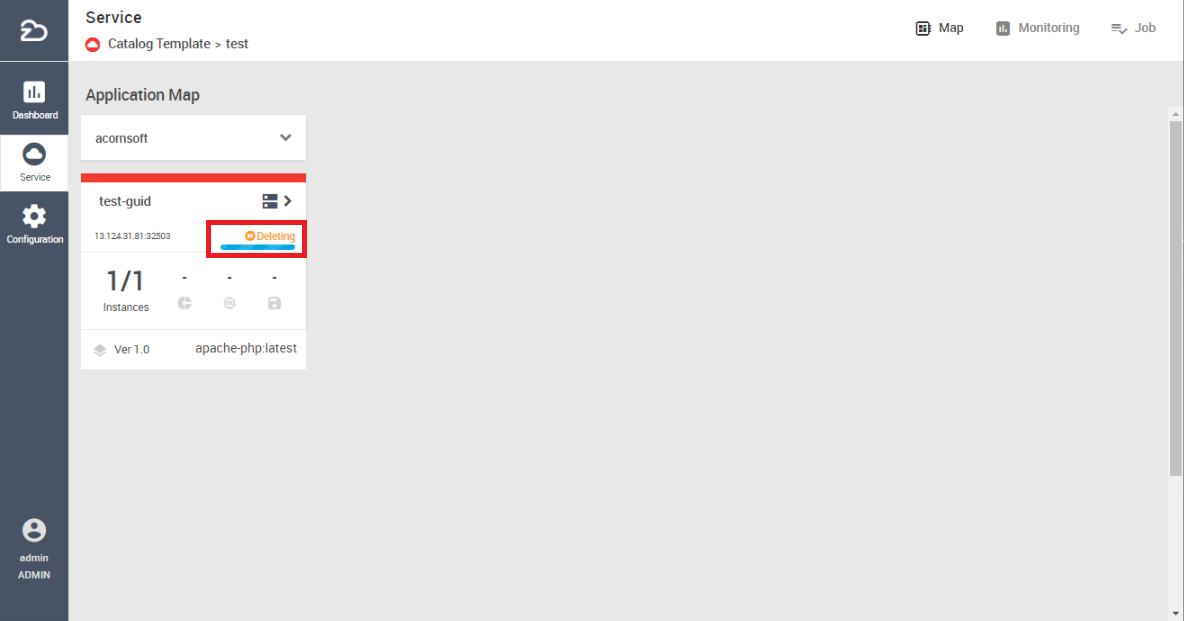 Service
Catalog Template > test
Map
Monitoring
Job
Dashboard
Service
Configuration
admin
ADMIN
Application Map
acornsoft
test-guid
13.124.31.81:32503
Deleting
1/1
Instances
- - -
Ver 1.0
apache-php:latest